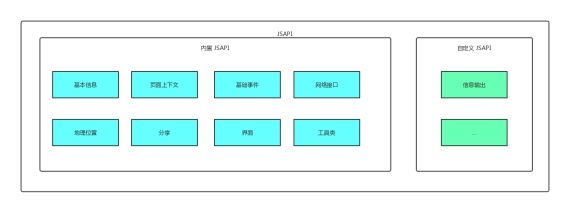 JSAPI
内置 JSAPI
自定义 JSAPI
基本信息
页面上下文
基础事件
网络接口
信息输出
地理位置
分享
界面
工具类
...